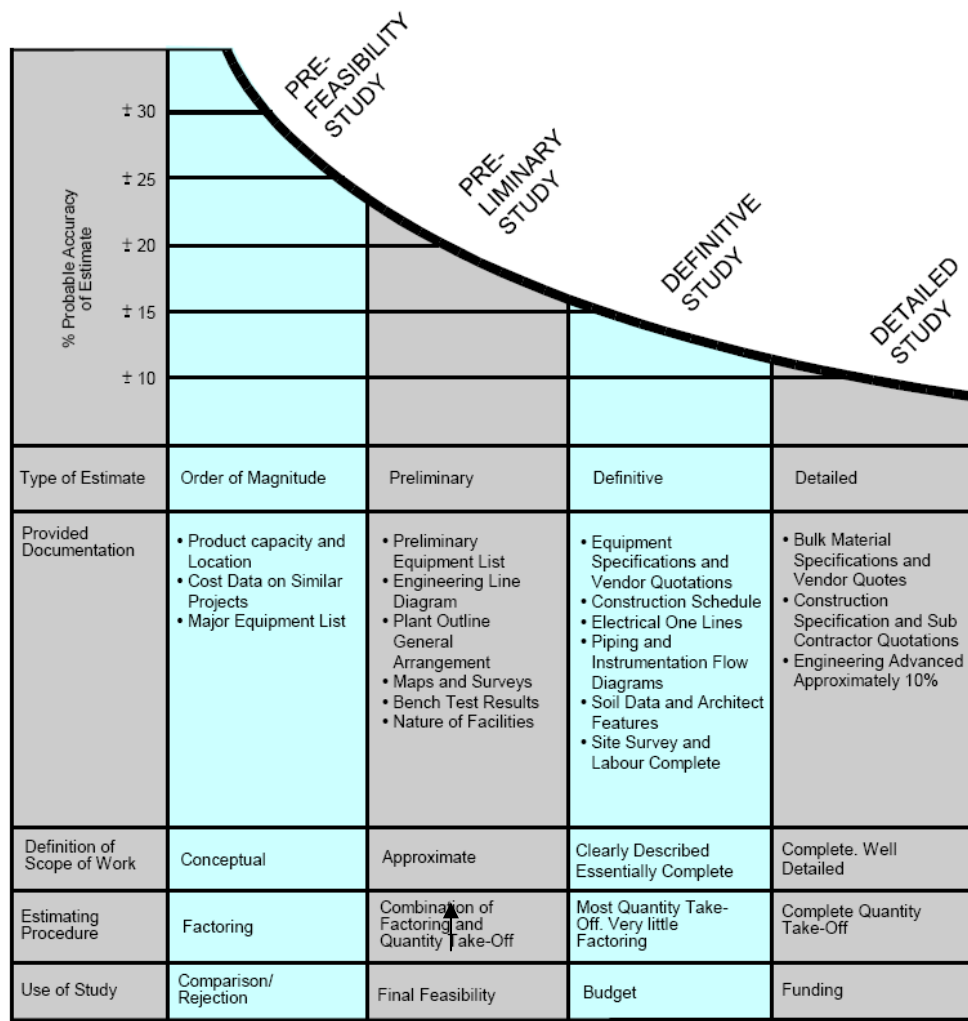 PRE-
FEASIBILITY
STUDY
PRE-
LIMINARY
STUDY
DEFINITIVE
STUDY
DETAILED
STUDY
% Probable Accuracy
of Estimate
± 30
± 25
± 20
± 15
± 10
Type of Estimate
Order of Magnitude
Preliminary
Definitive
Detailed
Provided
Documentation
• Product capacity and
Location
• Cost Data on Similar
Projects
• Major Equipment List
• Preliminary
Equipment List
• Engineering Line
Diagram
• Plant Outline
General
Arrangement
• Maps and Surveys
• Bench Test Results
• Nature of Facilities
• Equipment
Specifications and
Vendor Quotations
• Construction Schedule
• Electrical One Lines
• Piping and
Instrumentation Flow
Diagrams
• Soil Data and Architect
Features
• Site Survey and
Labour Complete
• Bulk Material
Specifications and
Vendor Quotes
• Construction
Specification and Sub
Contractor Quotations
• Engineering Advanced
Approximately 10%
Definition of
Scope of Work
Conceptual
Approximate
Clearly Described
Essentially Complete
Complete. Well
Detailed
Estimating
Procedure
Factoring
Combination of
Factoring and
Quantity Take-Off
Most Quantity Take-
Off. Very little
Factoring
Complete Quantity
Take-Off
Use of Study
Comparison/
Rejection
Final Feasibility
Budget
Funding